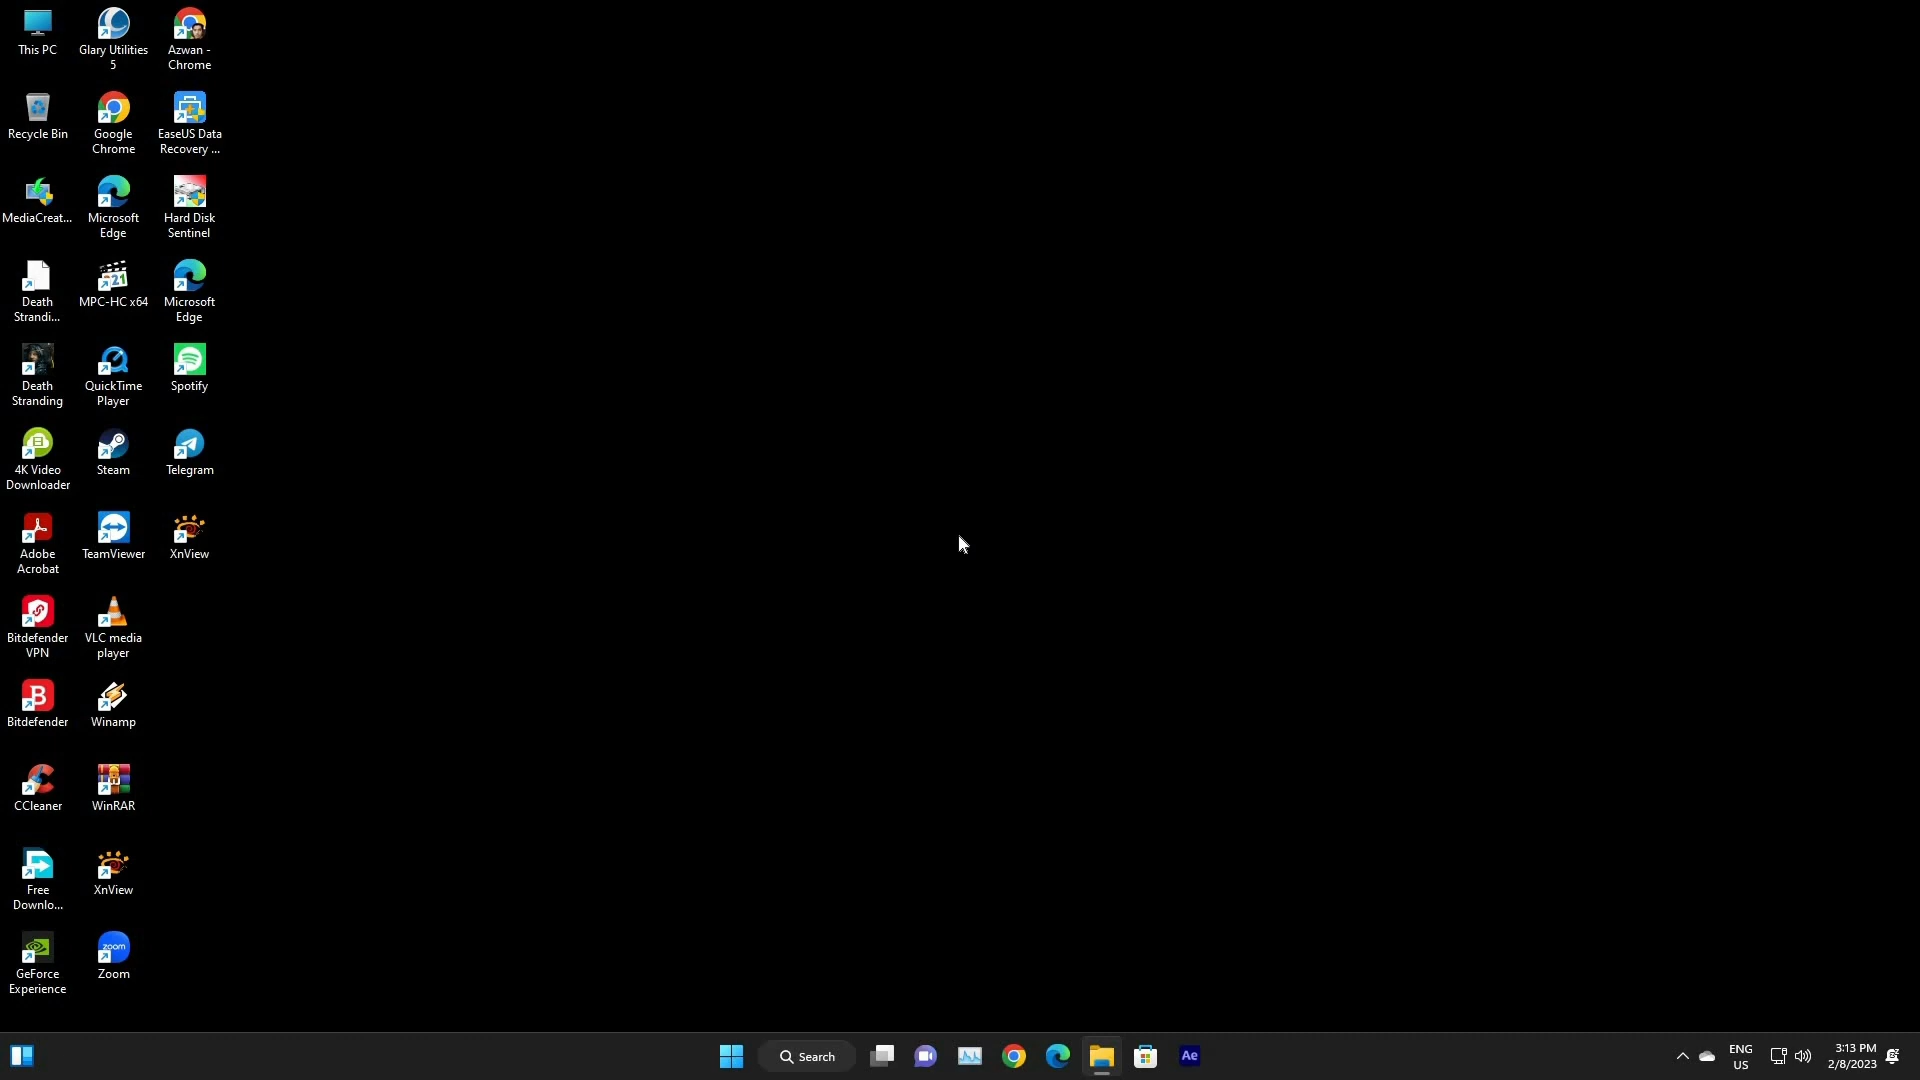 This PC
Glary Utilities
5
Azwan -
Chrome
Recycle Bin
Google
Chrome
EaseUS Data
Recovery ...
MediaCreat...
Microsoft
Edge
Hard Disk
Sentinel
Death
Strandi...
MPC-HC x64
Microsoft
Edge
Death
Stranding
QuickTime
Player
Spotify
4K Video
Downloader
Steam
Telegram
Adobe
Acrobat
TeamViewer
XnView
Bitdefender
VPN
VLC media
player
Bitdefender
Winamp
CCleaner
WinRAR
Free
Downlo...
XnView
GeForce
Experience
zoom
Zoom
Search
Ae
ENG
US
3:13 PM
2/8/2023